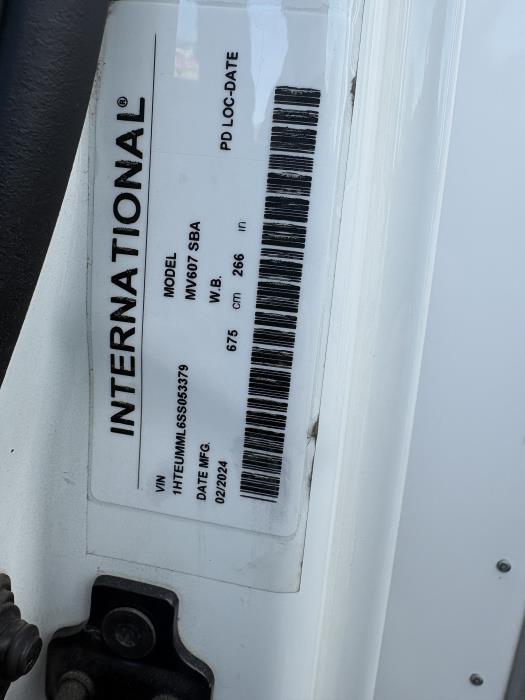 INTERNATIONAL®
VIN
1HTEUMML6SS053379
MODEL
MV607 SBA
DATE MFG.
02/2024
W.B.
675 cm 266 in
PD LOC-DATE